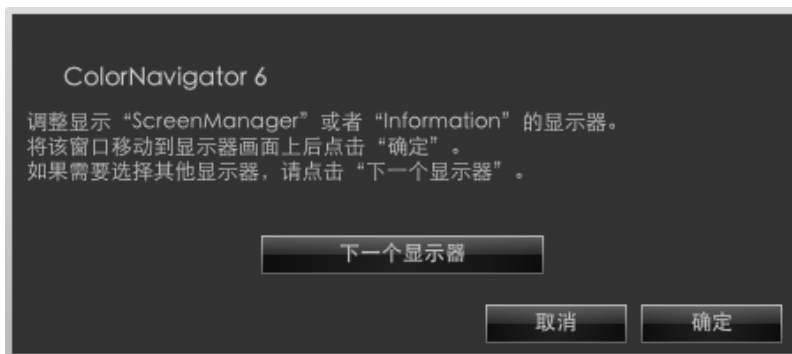 ColorNavigator 6
调整显示“ScreenManager”或者“Information”的显示器。
将该窗口移动到显示器画面上后点击“确定”。
如果需要选择其他显示器，请点击“下一个显示器”。
下一个显示器
取消
确定